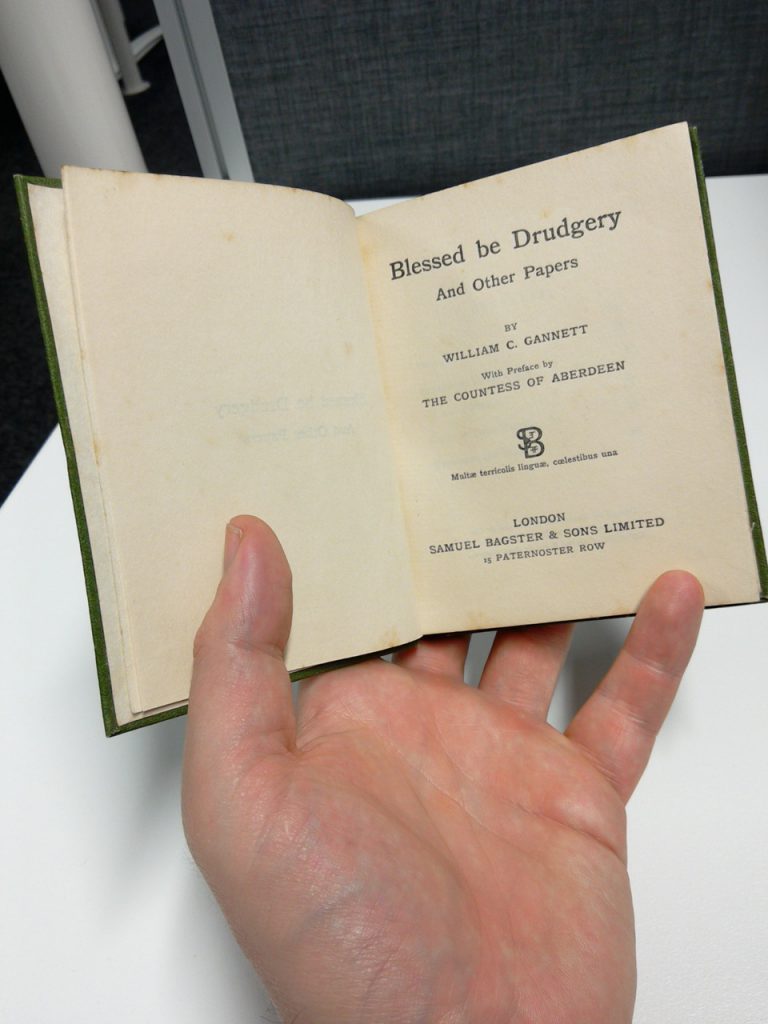 Blessed be Drudgery
And Other Papers
BY
WILLIAM C. GANNETT
With Preface by
THE COUNTESS OF ABERDEEN
Multæ terricolis linguæ, cœlestibus una
LONDON
SAMUEL BAGSTER & SONS LIMITED
15 PATERNOSTER ROW